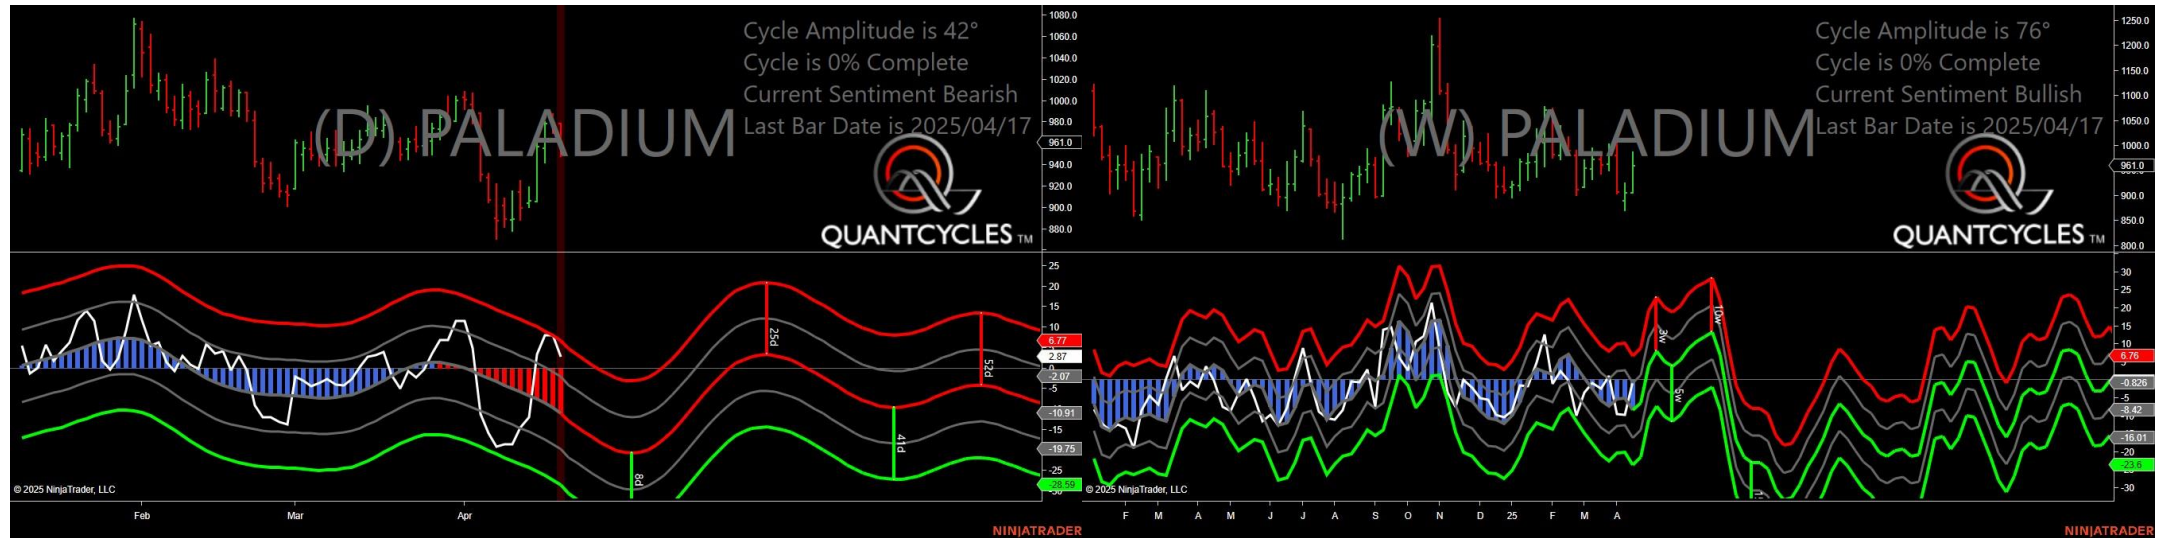 Cycle Amplitude is 42°
Cycle is 0% Complete
Current Sentiment Bearish
Last Bar Date is 2025/04/17
(D) PALADIUM
QUANTCYCLES TM
1080.0
1060.0
1040.0
1020.0
1000.0
980.0
961.0
940.0
920.0
900.0
880.0
25
20
15
10
6.77
2.87
0
-2.07
-5
-10.91
-15
-19.75
-25
-28.59
25d
52d
41d
8d
© 2025 NinjaTrader, LLC
Feb Mar Apr
NINJATRADER
Cycle Amplitude is 76°
Cycle is 0% Complete
Current Sentiment Bullish
Last Bar Date is 2025/04/17
(W) PALADIUM
QUANTCYCLES TM
1250.0
1200.0
1150.0
1100.0
1050.0
1000.0
961.0
900.0
850.0
800.0
30
25
20
15
10
6.76
5
-0.826
-5
-8.42
-16.01
-20
-23.6
-30
3w
10w
5w
© 2025 NinjaTrader, LLC
F M A M J J A S O N D 25 F M A
NINJATRADER